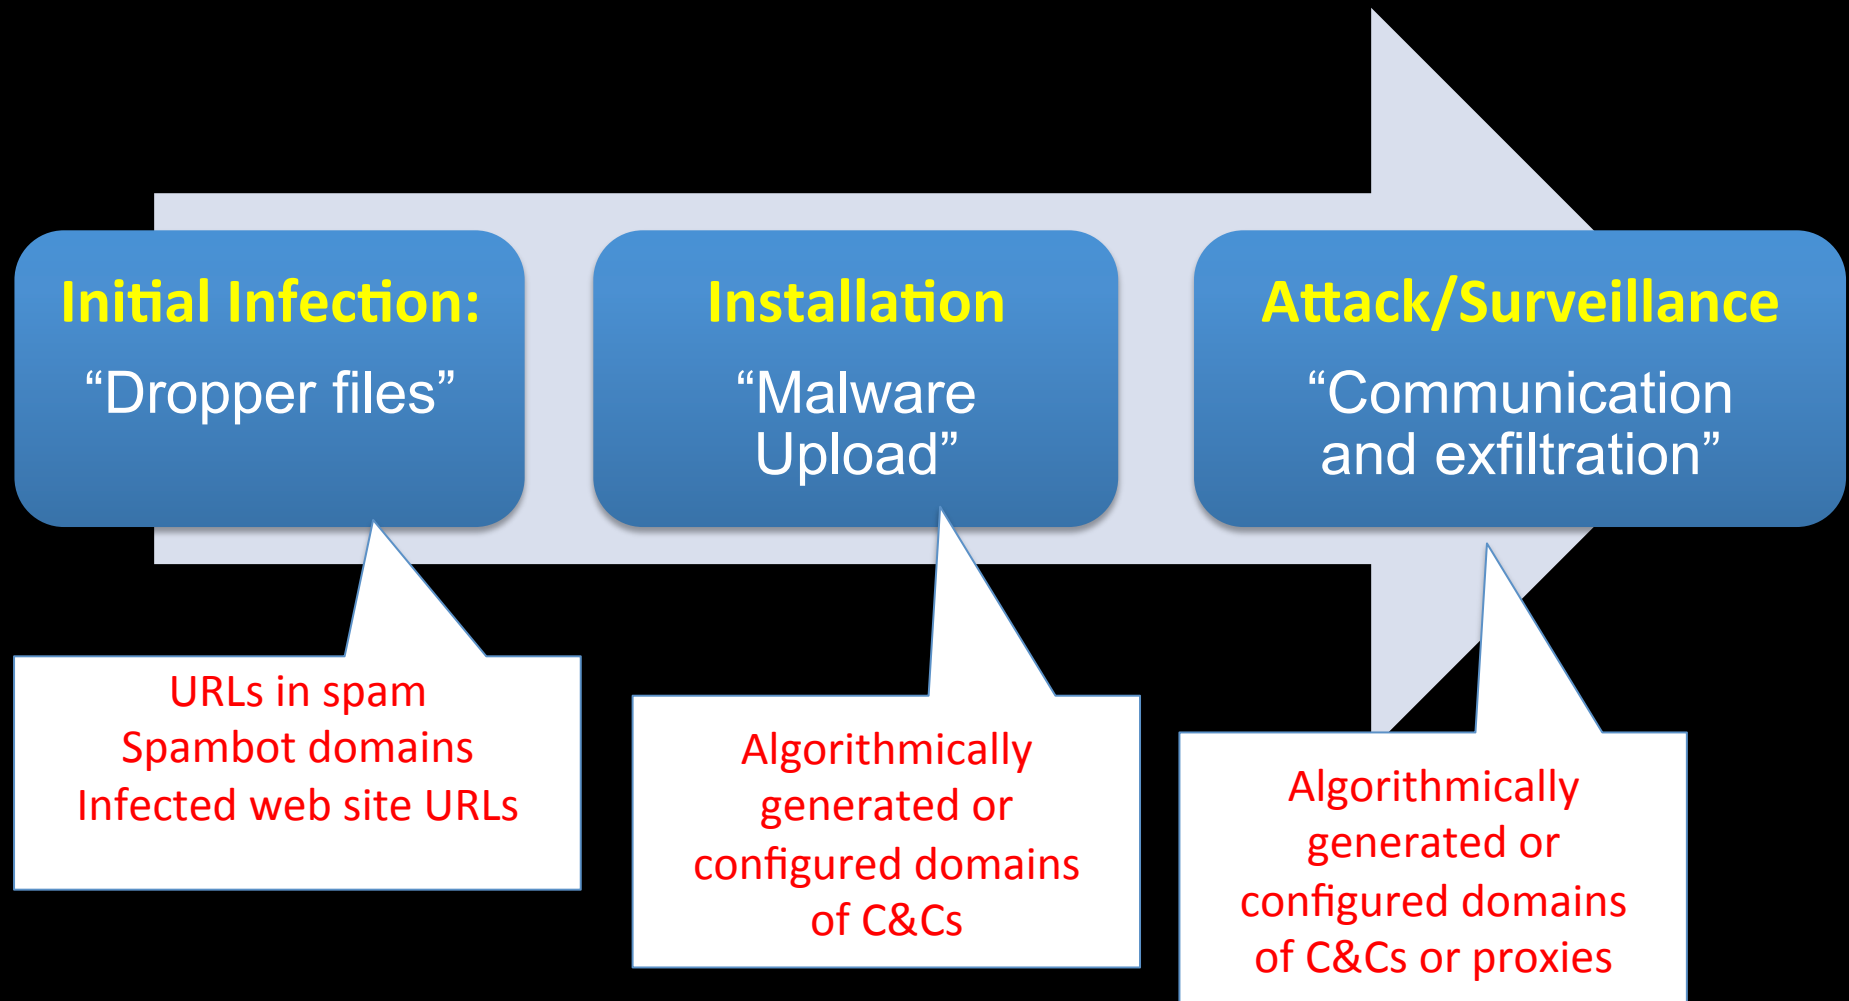 Initial Infection:
“Dropper files”
Installation
“Malware
Upload”
Attack/Surveillance
“Communication
and exfiltration”
URLs in spam
Spambot domains
Infected web site URLs
Algorithmically
generated or
configured domains
of C&Cs
Algorithmically
generated or
configured domains
of C&Cs or proxies